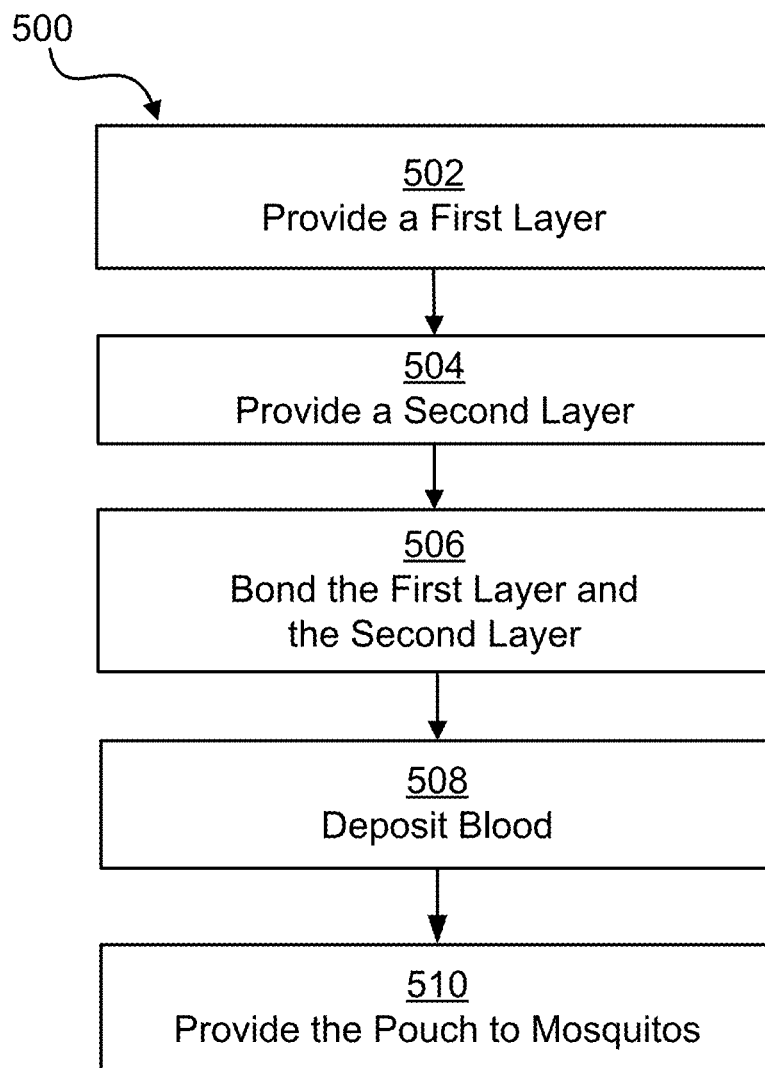 500
502
Provide a First Layer
504
Provide a Second Layer
506
Bond the First Layer and
the Second Layer
508
Deposit Blood
510
Provide the Pouch to Mosquitos